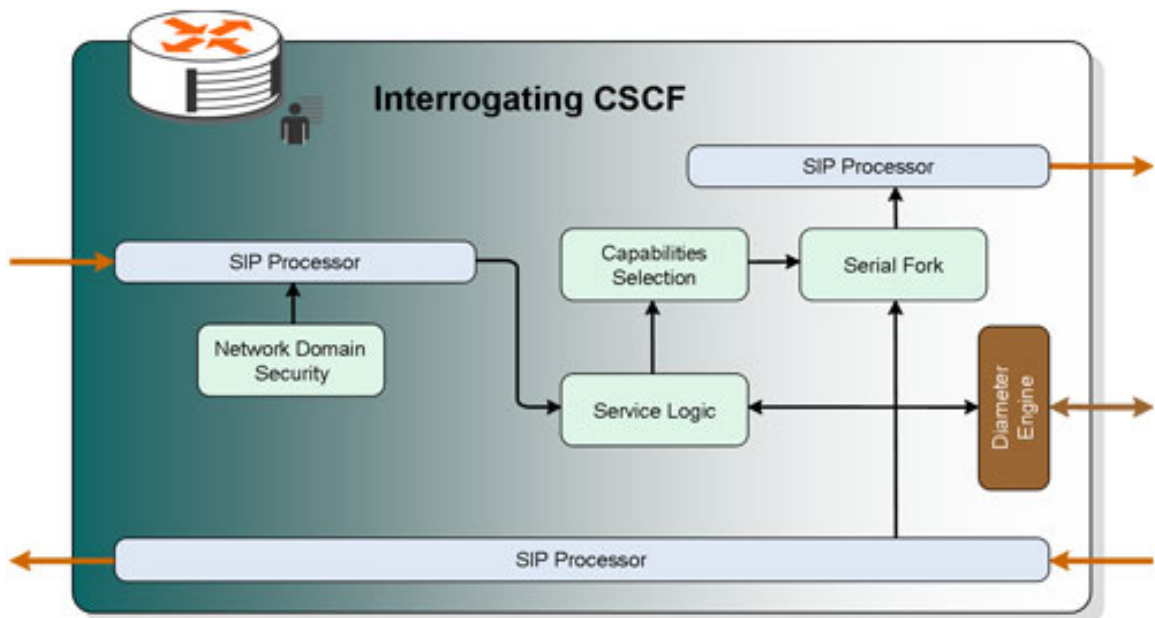 Interrogating CSCF
SIP Processor
SIP Processor
Capabilities
Selection
Serial Fork
Network Domain
Security
Service Logic
Diameter
Engine
SIP Processor